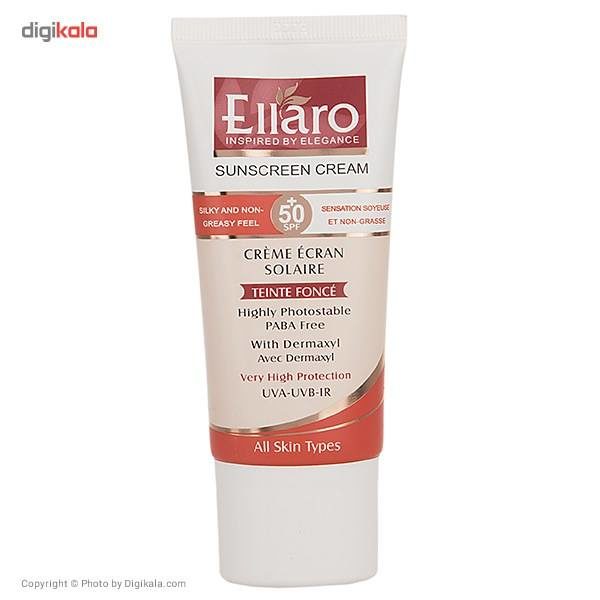 digikala
Ellaro
INSPIRED BY ELEGANCE
SUNSCREEN CREAM
SILKY AND NON-
GREASY FEEL
+
50
SPF
SENSATION SOYEUSE
ET NON-GRASSE
CRÈME ÉCRAN
SOLAIRE
TEINTE FONCÉ
Highly Photostable
PABA Free
With Dermaxyl
Avec Dermaxyl
Very High Protection
UVA-UVB-IR
All Skin Types
Copyright © Photo by Digikala.com